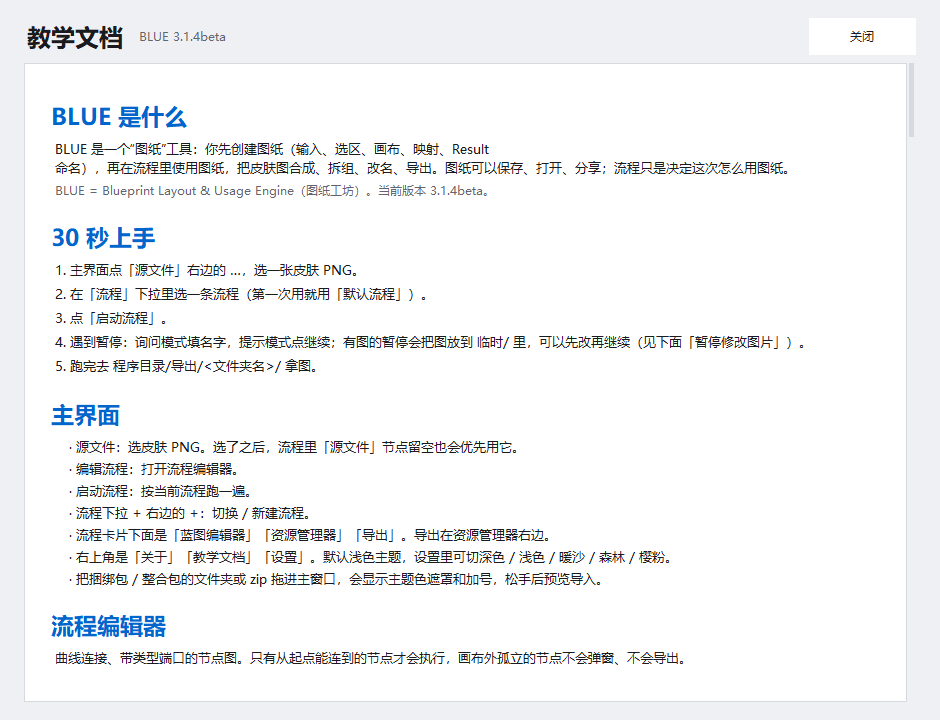 教学文档
BLUE 3.1.4beta
关闭
BLUE 是什么
BLUE 是一个“图纸”工具：你先创建图纸（输入、选区、画布、映射、Result
命名），再在流程里使用图纸，把皮肤图合成、拆组、改名、导出。图纸可以保存、打开、分享；流程只是决定这次怎么用图纸。
BLUE = Blueprint Layout & Usage Engine（图纸工坊）。当前版本 3.1.4beta。
30 秒上手
1. 主界面点「源文件」右边的 …，选一张皮肤 PNG。
2. 在「流程」下拉里选一条流程（第一次用就用「默认流程」）。
3. 点「启动流程」。
4. 遇到暂停：询问模式填名字，提示模式点继续；有图的暂停会把图放到 临时/ 里，可以先改再继续（见下面「暂停修改图片」）。
5. 跑完去 程序目录/导出/<文件夹名>/ 拿图。
主界面
· 源文件：选皮肤 PNG。选了之后，流程里「源文件」节点留空也会优先用它。
· 编辑流程：打开流程编辑器。
· 启动流程：按当前流程跑一遍。
· 流程下拉 + 右边的 +：切换 / 新建流程。
· 流程卡片下面是「蓝图编辑器」「资源管理器」「导出」。导出在资源管理器右边。
· 右上角是「关于」「教学文档」「设置」。默认浅色主题，设置里可切深色 / 浅色 / 暖沙 / 森林 / 樱粉。
· 把捆绑包 / 整合包的文件夹或 zip 拖进主窗口，会显示主题色遮罩和加号，松手后预览导入。
流程编辑器
曲线连接、带类型端口的节点图。只有从起点能连到的节点才会执行，画布外孤立的节点不会弹窗、不会导出。